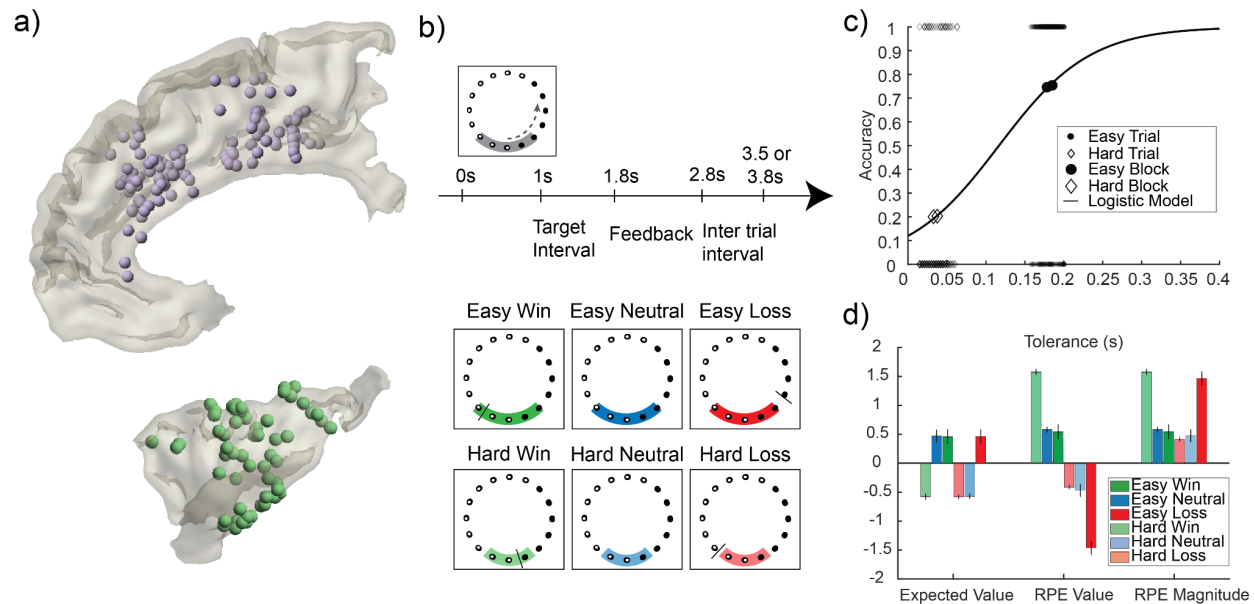 a)
b)
0s
1s
1.8s
2.8s
3.5 or
3.8s
Target
Interval
Feedback
Inter trial
interval
Easy Win
Easy Neutral
Easy Loss
Hard Win
Hard Neutral
Hard Loss
c)
Accuracy
1
0.9
0.8
0.7
0.6
0.5
0.4
0.3
0.2
0.1
0
0
0.05
0.1
0.15
0.2
0.25
0.3
0.35
0.4
Easy Trial
Hard Trial
Easy Block
Hard Block
Logistic Model
d)
Tolerance (s)
2
1.5
1
0.5
0
-0.5
-1
-1.5
-2
Expected Value
RPE Value
RPE Magnitude
Easy Win
Easy Neutral
Easy Loss
Hard Win
Hard Neutral
Hard Loss